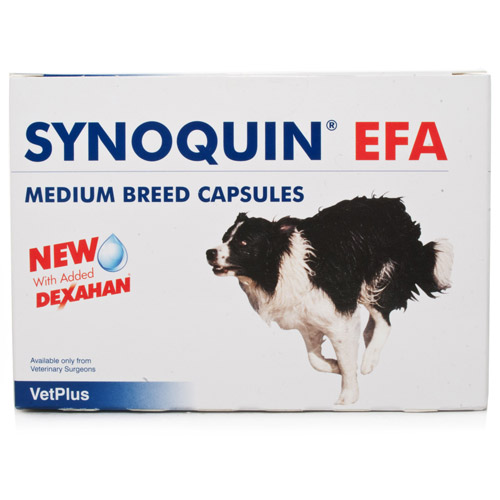 SYNOQUIN® EFA
MEDIUM BREED CAPSULES
NEW
With Added
DEXAHAN®
Available only from
Veterinary Surgeons
VetPlus